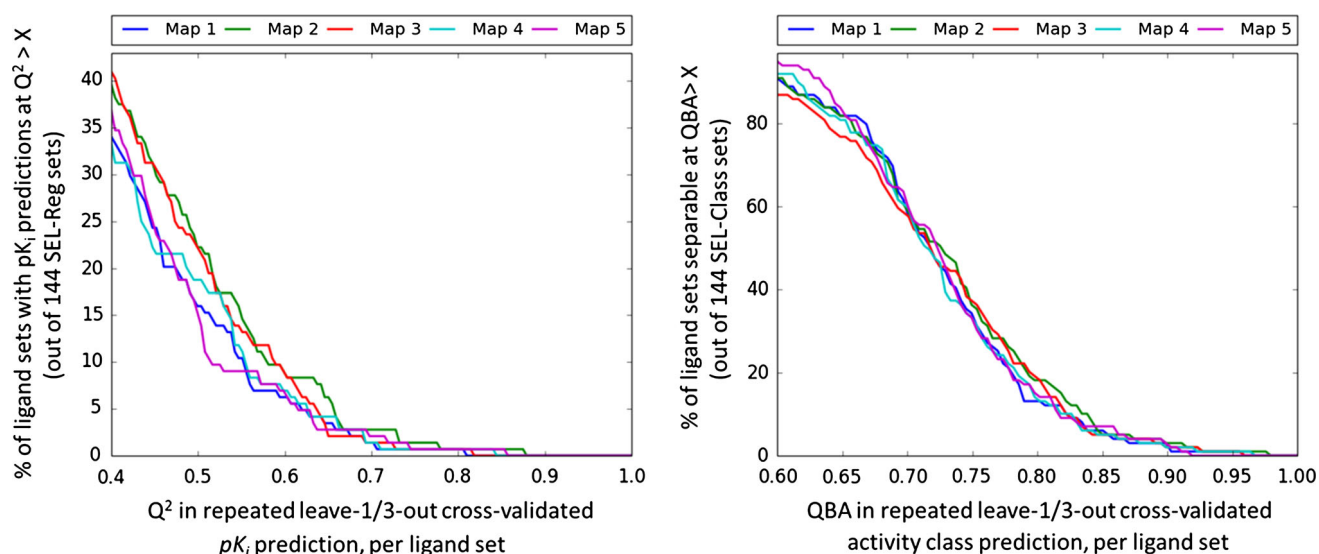 Map 1 Map 2 Map 3 Map 4 Map 5
% of ligand sets with pKi predictions at Q² > X
(out of 144 SEL-Reg sets)
40
35
30
25
20
15
10
5
0
0.4 0.5 0.6 0.7 0.8 0.9 1.0
Q² in repeated leave-1/3-out cross-validated
pKi prediction, per ligand set
Map 1 Map 2 Map 3 Map 4 Map 5
% of ligand sets separable at QBA> X
(out of 144 SEL-Class sets)
80
60
40
20
0
0.60 0.65 0.70 0.75 0.80 0.85 0.90 0.95 1.00
QBA in repeated leave-1/3-out cross-validated
activity class prediction, per ligand set